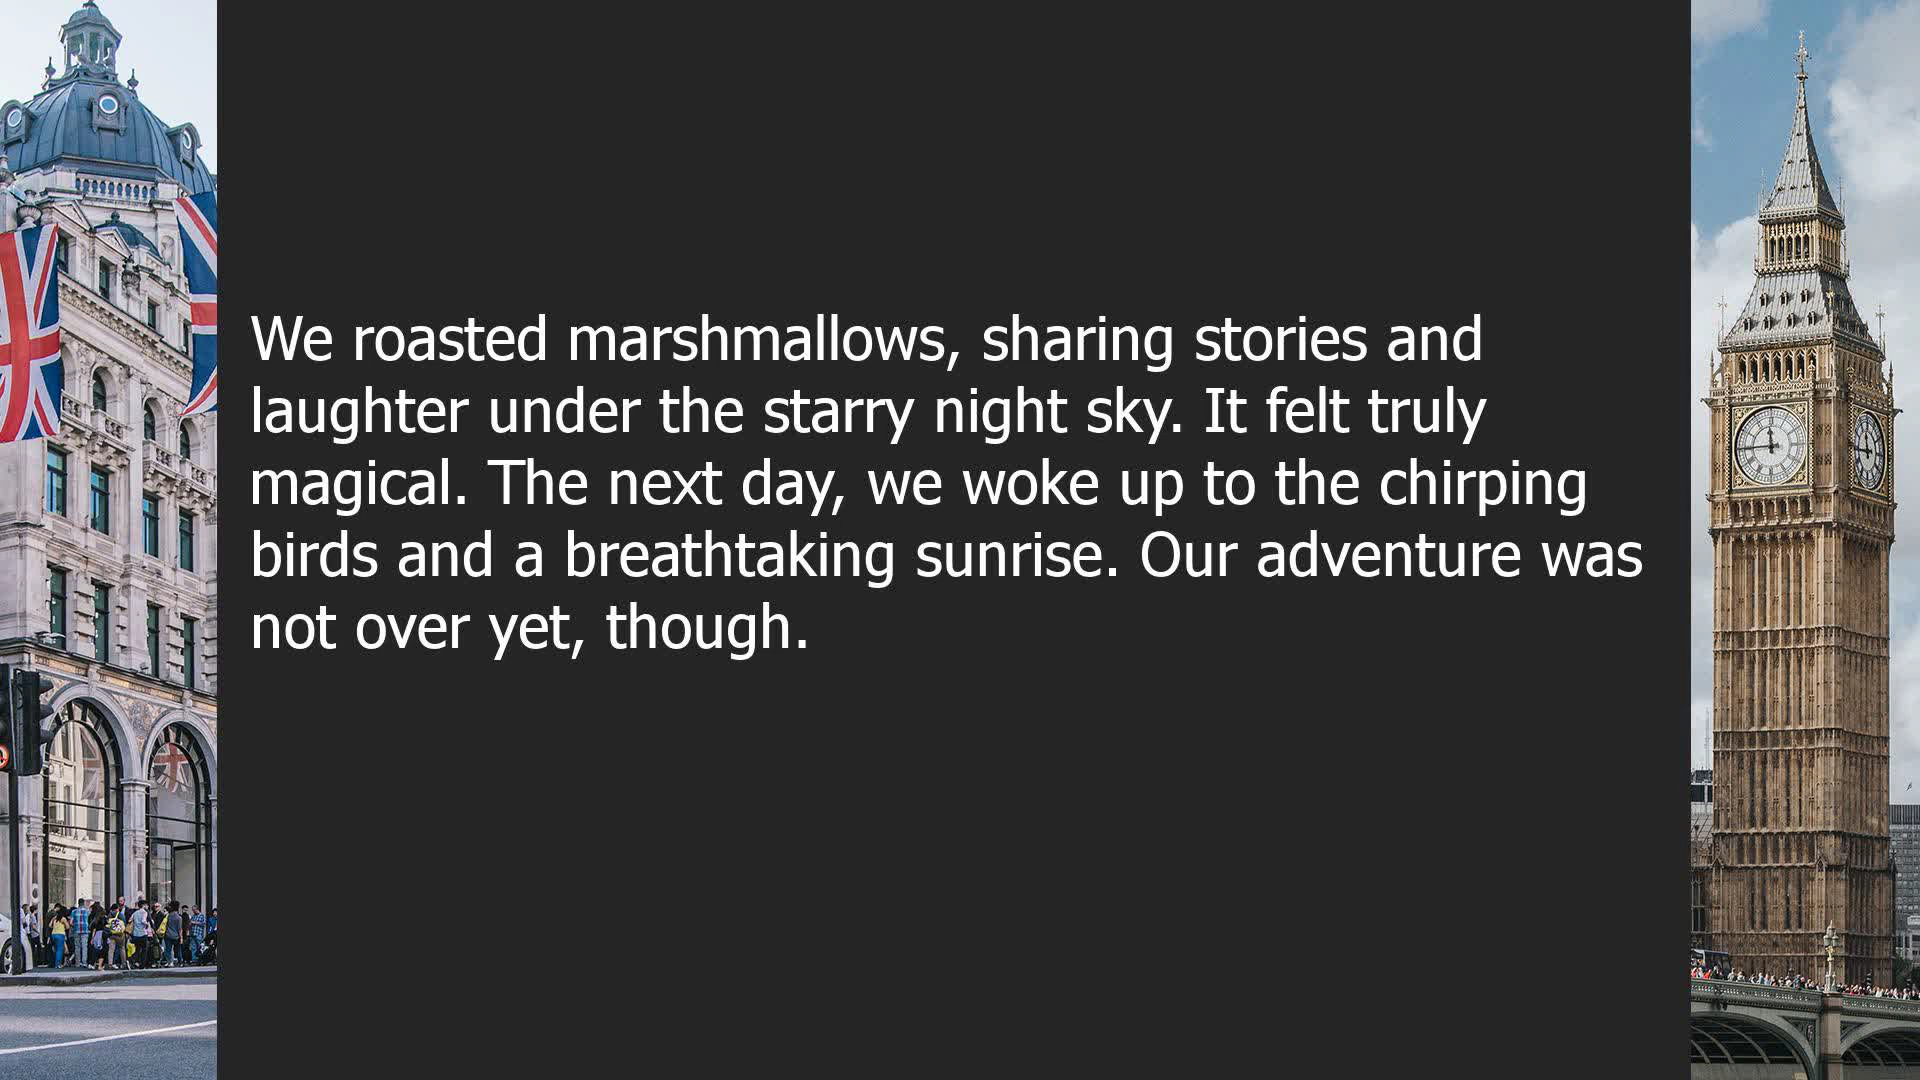 We roasted marshmallows, sharing stories and
laughter under the starry night sky. It felt truly
magical. The next day, we woke up to the chirping
birds and a breathtaking sunrise. Our adventure was
not over yet, though.